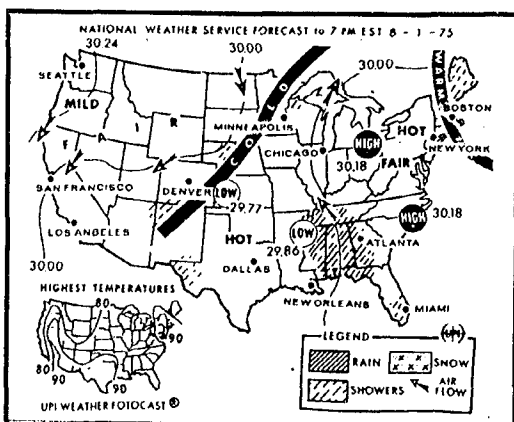 NATIONAL WEATHER SERVICE FORECAST to 7 PM EST 8 - 1 - 75
30.24
30.00
30.00
SEATTLE
WARM
MILD
BOSTON
FAIR
MINNEAPOLIS
COLD
HOT
NEW YORK
CHICAGO
HIGH
FAIR
30.18
SAN FRANCISCO
DENVER
LOW
29.77
HIGH
30.18
LOS ANGELES
HOT
LOW
ATLANTA
29.86
30.00
DALLAS
NEW ORLEANS
MIAMI
HIGHEST TEMPERATURES
80
90
80
90
90
UPI WEATHER FOTOCAST ®
LEGEND
UPI
RAIN
SNOW
SHOWERS
AIR FLOW